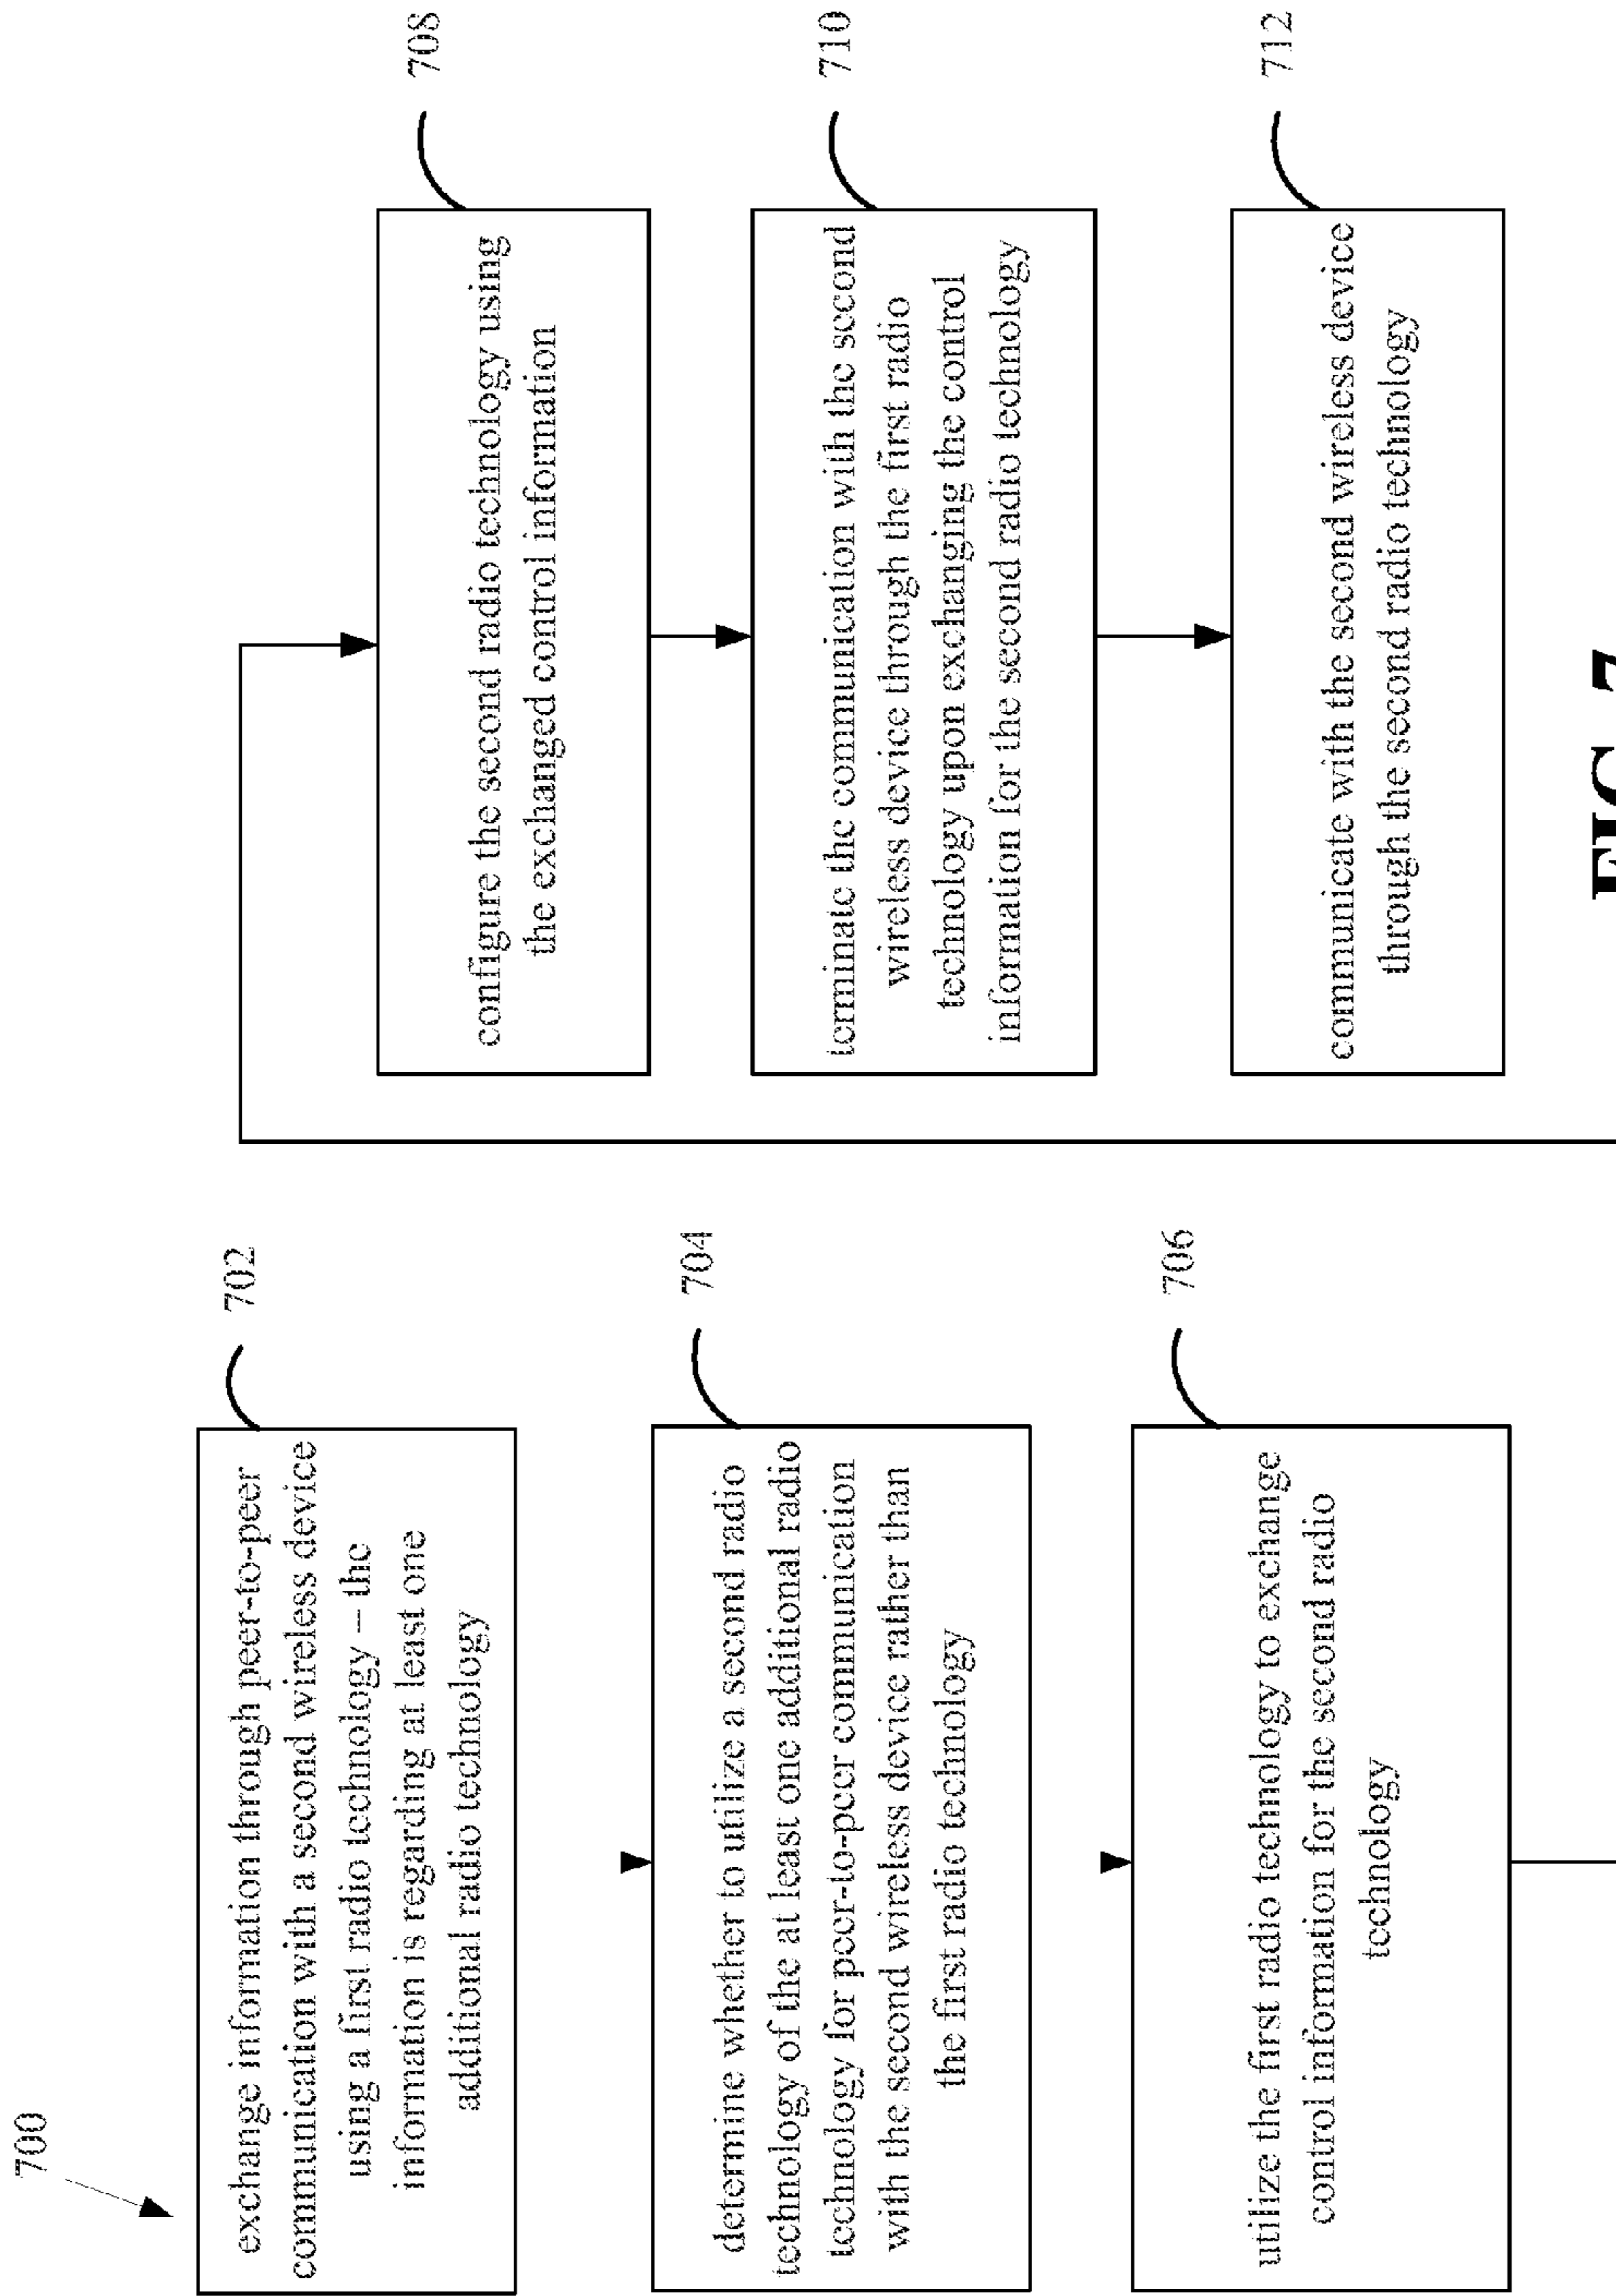 700
702
exchange information through peer-to-peer
communication with a second wireless device
using a first radio technology – the
information is regarding at least one
additional radio technology
704
determine whether to utilize a second radio
technology of the at least one additional radio
technology for peer-to-peer communication
with the second wireless device rather than
the first radio technology
706
utilize the first radio technology to exchange
control information for the second radio
technology
708
configure the second radio technology using
the exchanged control information
710
terminate the communication with the second
wireless device through the first radio
technology upon exchanging the control
information for the second radio technology
712
communicate with the second wireless device
through the second radio technology
FIG. 7